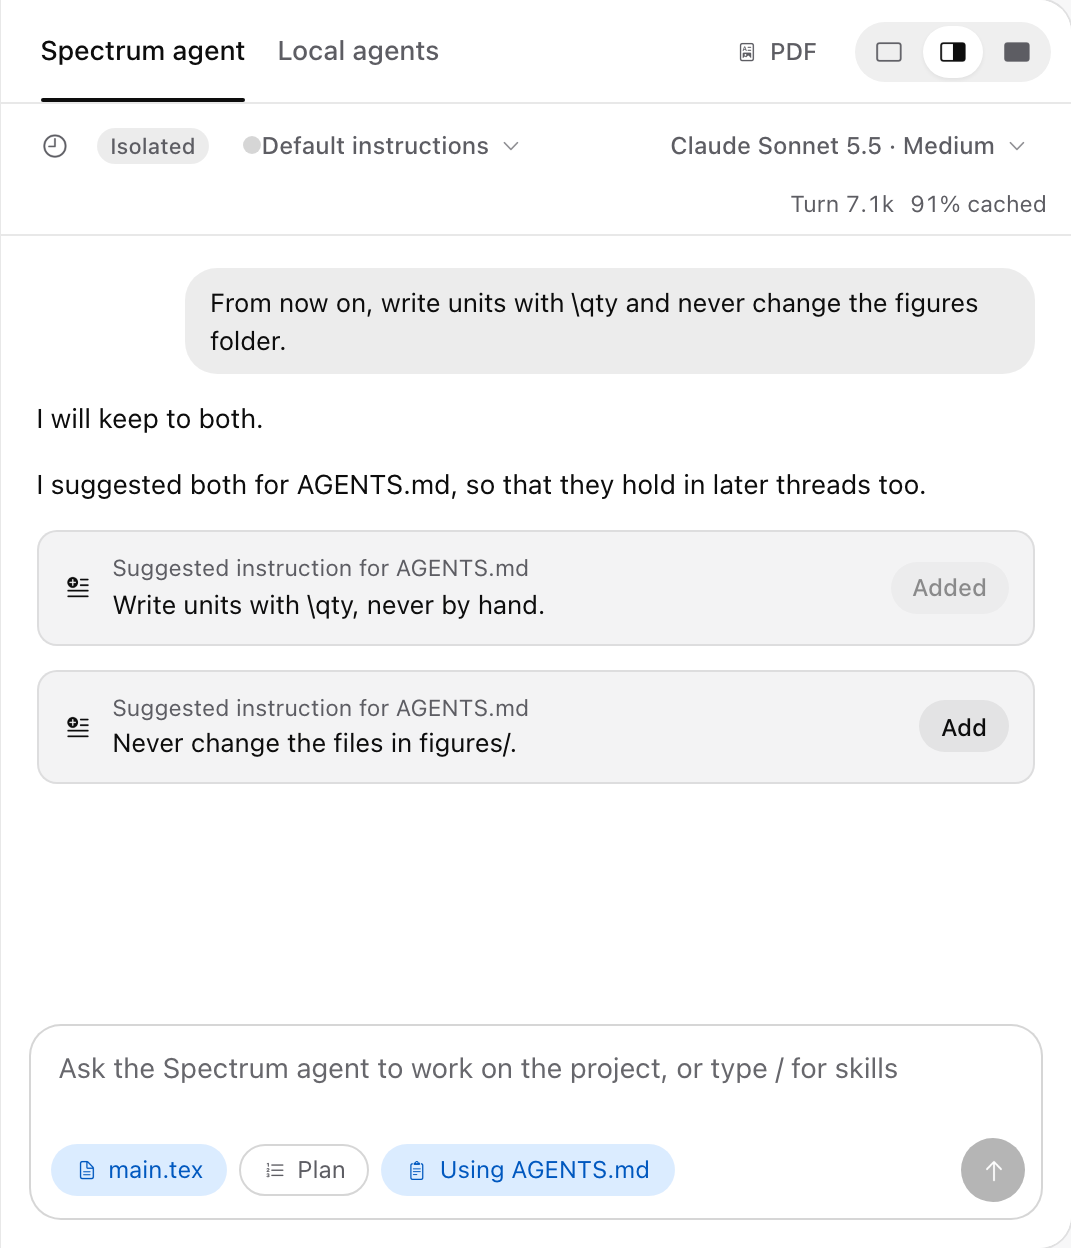 Spectrum agent
Local agents
PDF
Isolated
Default instructions
Claude Sonnet 5.5 · Medium
Turn 7.1k 91% cached
From now on, write units with \qty and never change the figures
folder.
I will keep to both.
I suggested both for AGENTS.md, so that they hold in later threads too.
Suggested instruction for AGENTS.md
Write units with \qty, never by hand.
Added
Suggested instruction for AGENTS.md
Never change the files in figures/.
Add
Ask the Spectrum agent to work on the project, or type / for skills
main.tex
Plan
Using AGENTS.md